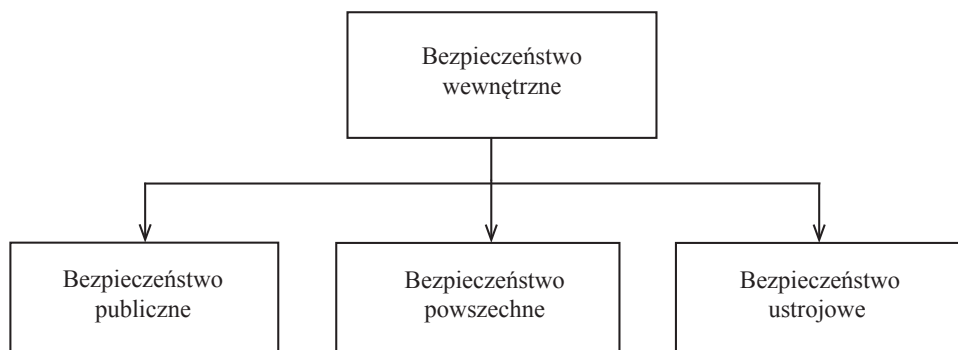 Bezpieczeństwo
wewnętrzne
Bezpieczeństwo
publiczne
Bezpieczeństwo
powszechne
Bezpieczeństwo
ustrojowe